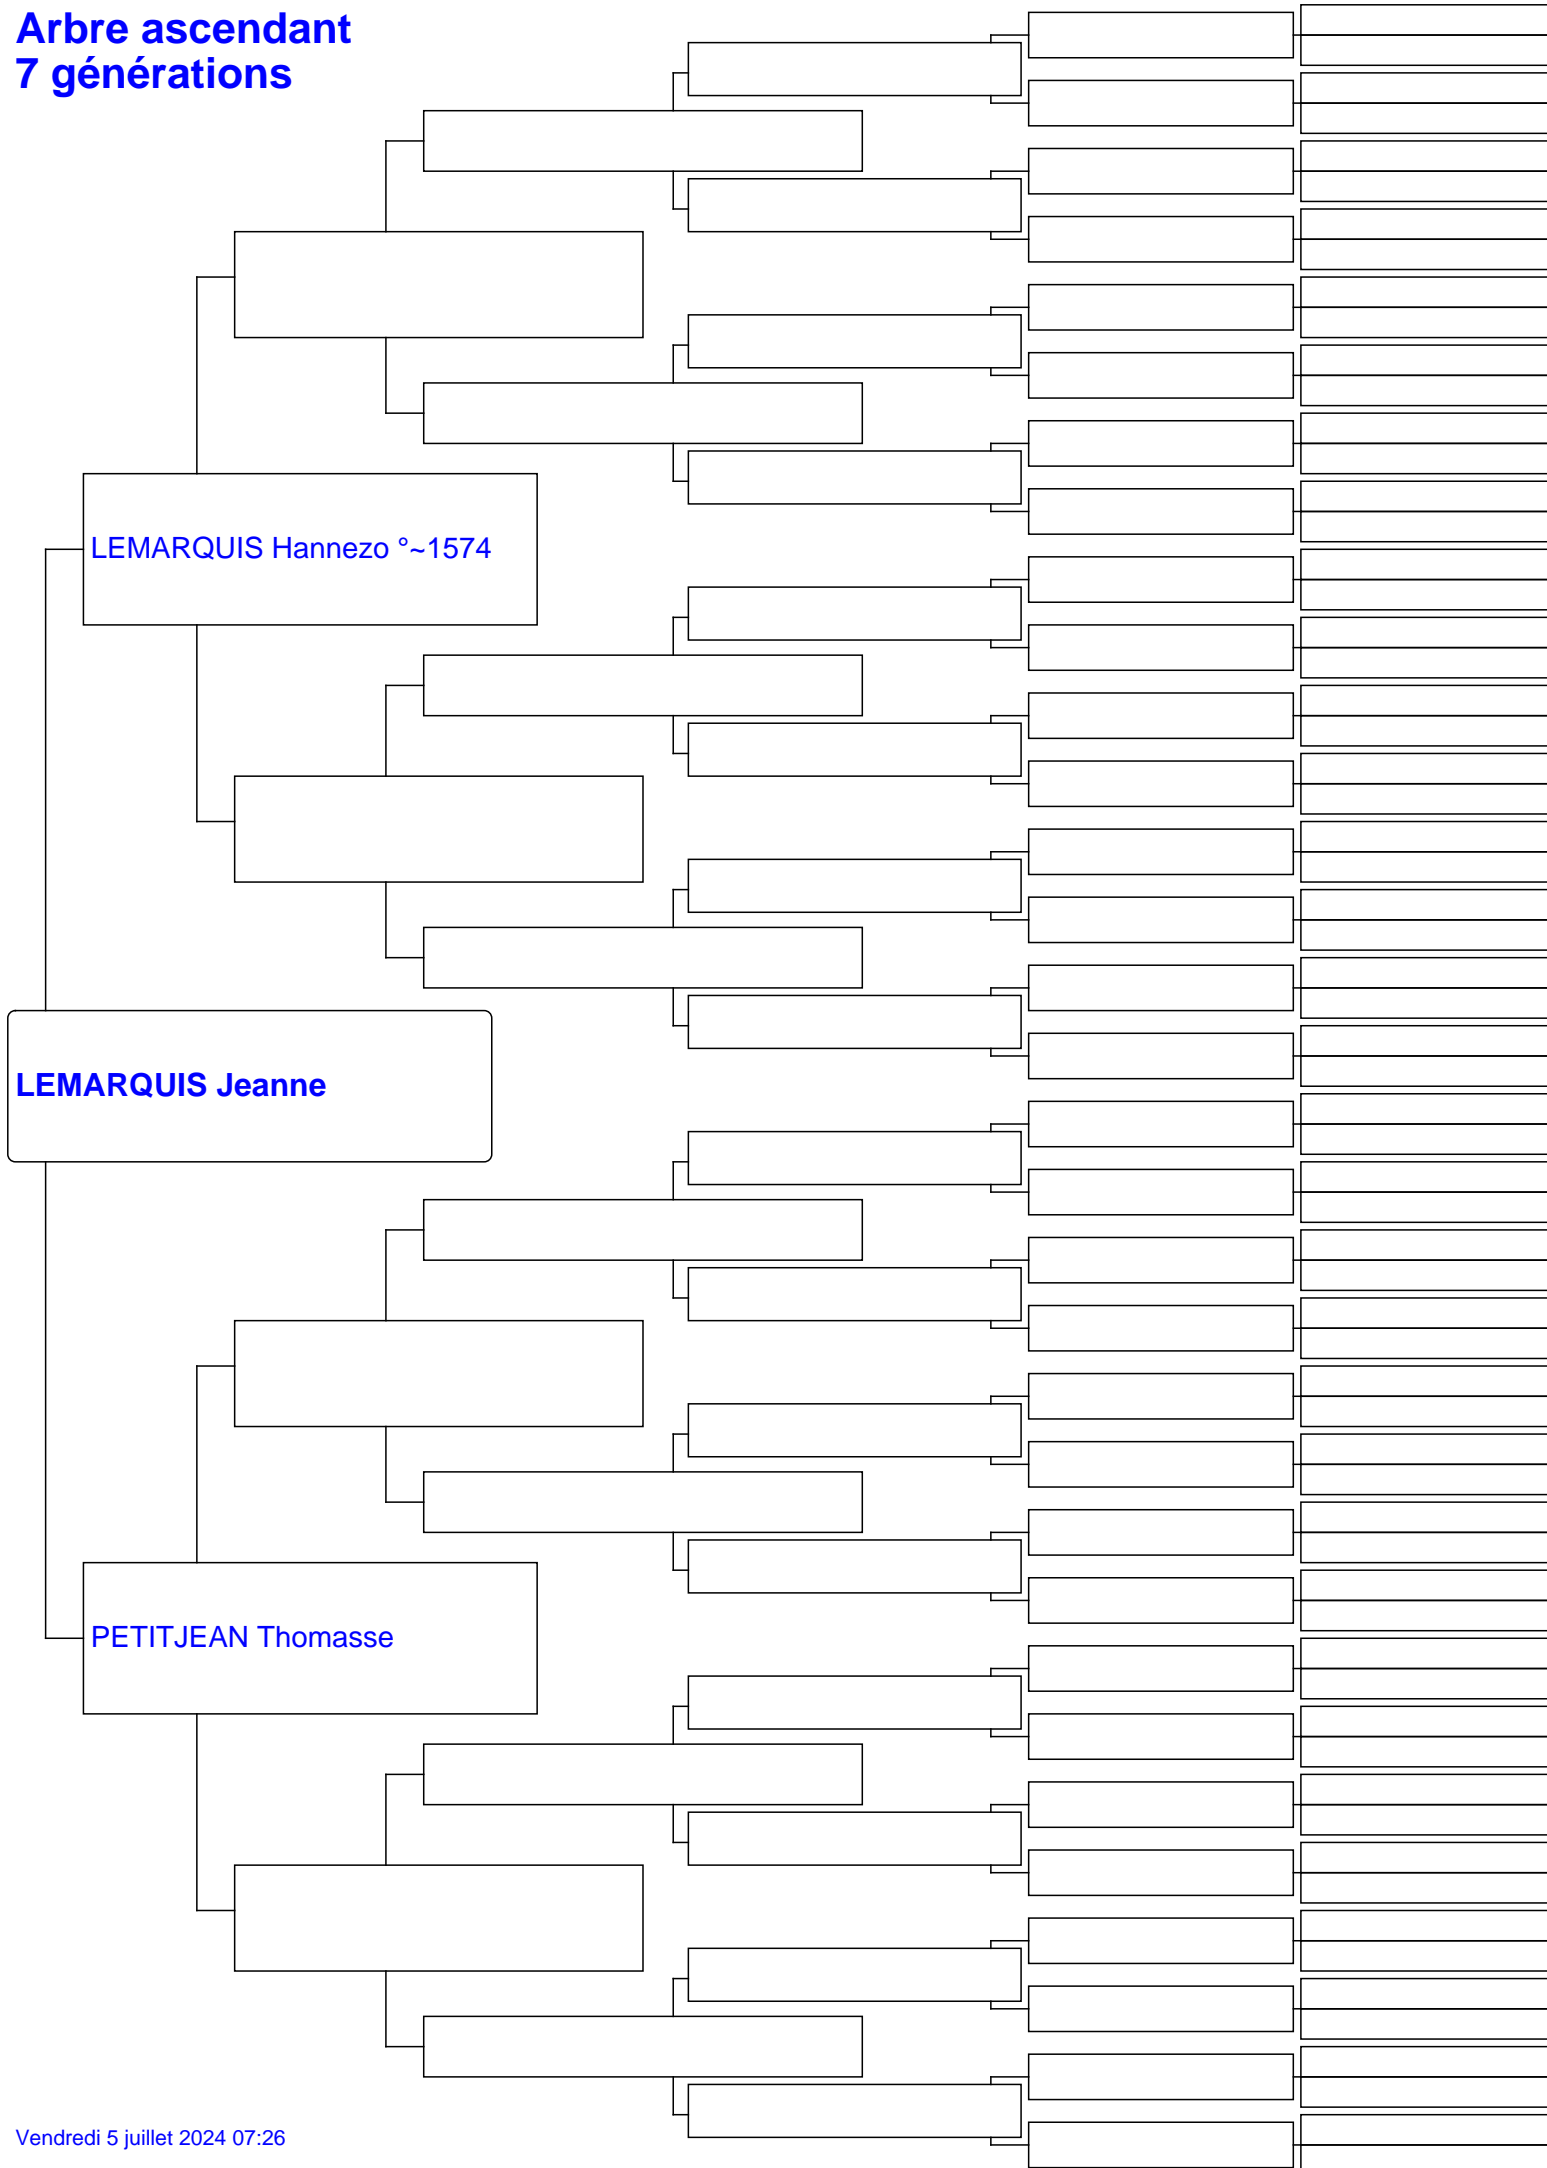 Arbre ascendant
7 générations
LEMARQUIS Hannezo °~1574
LEMARQUIS Jeanne
PETITJEAN Thomasse
Vendredi 5 juillet 2024 07:26